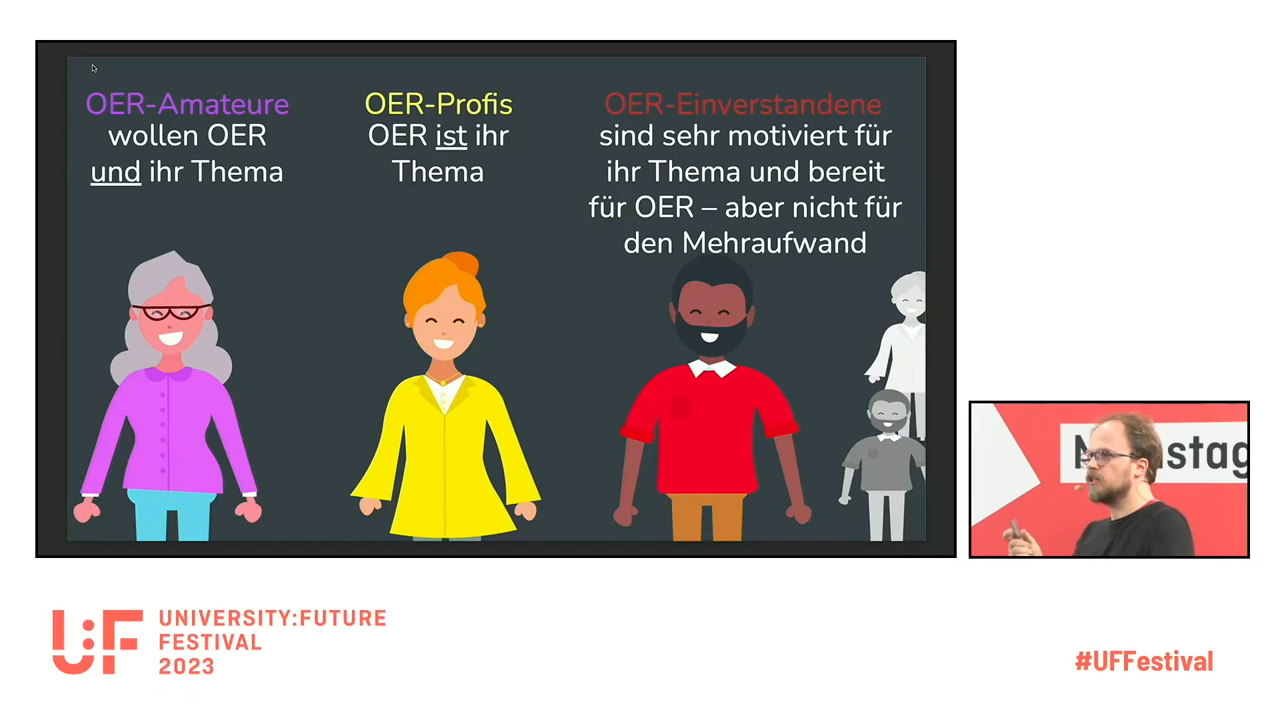 OER-Amateure
wollen OER
und ihr Thema
OER-Profis
OER ist ihr
Thema
OER-Einverstandene
sind sehr motiviert für
ihr Thema und bereit
für OER – aber nicht für
den Mehraufwand
stag
U:F
UNIVERSITY:FUTURE
FESTIVAL
2023
#UFFestival